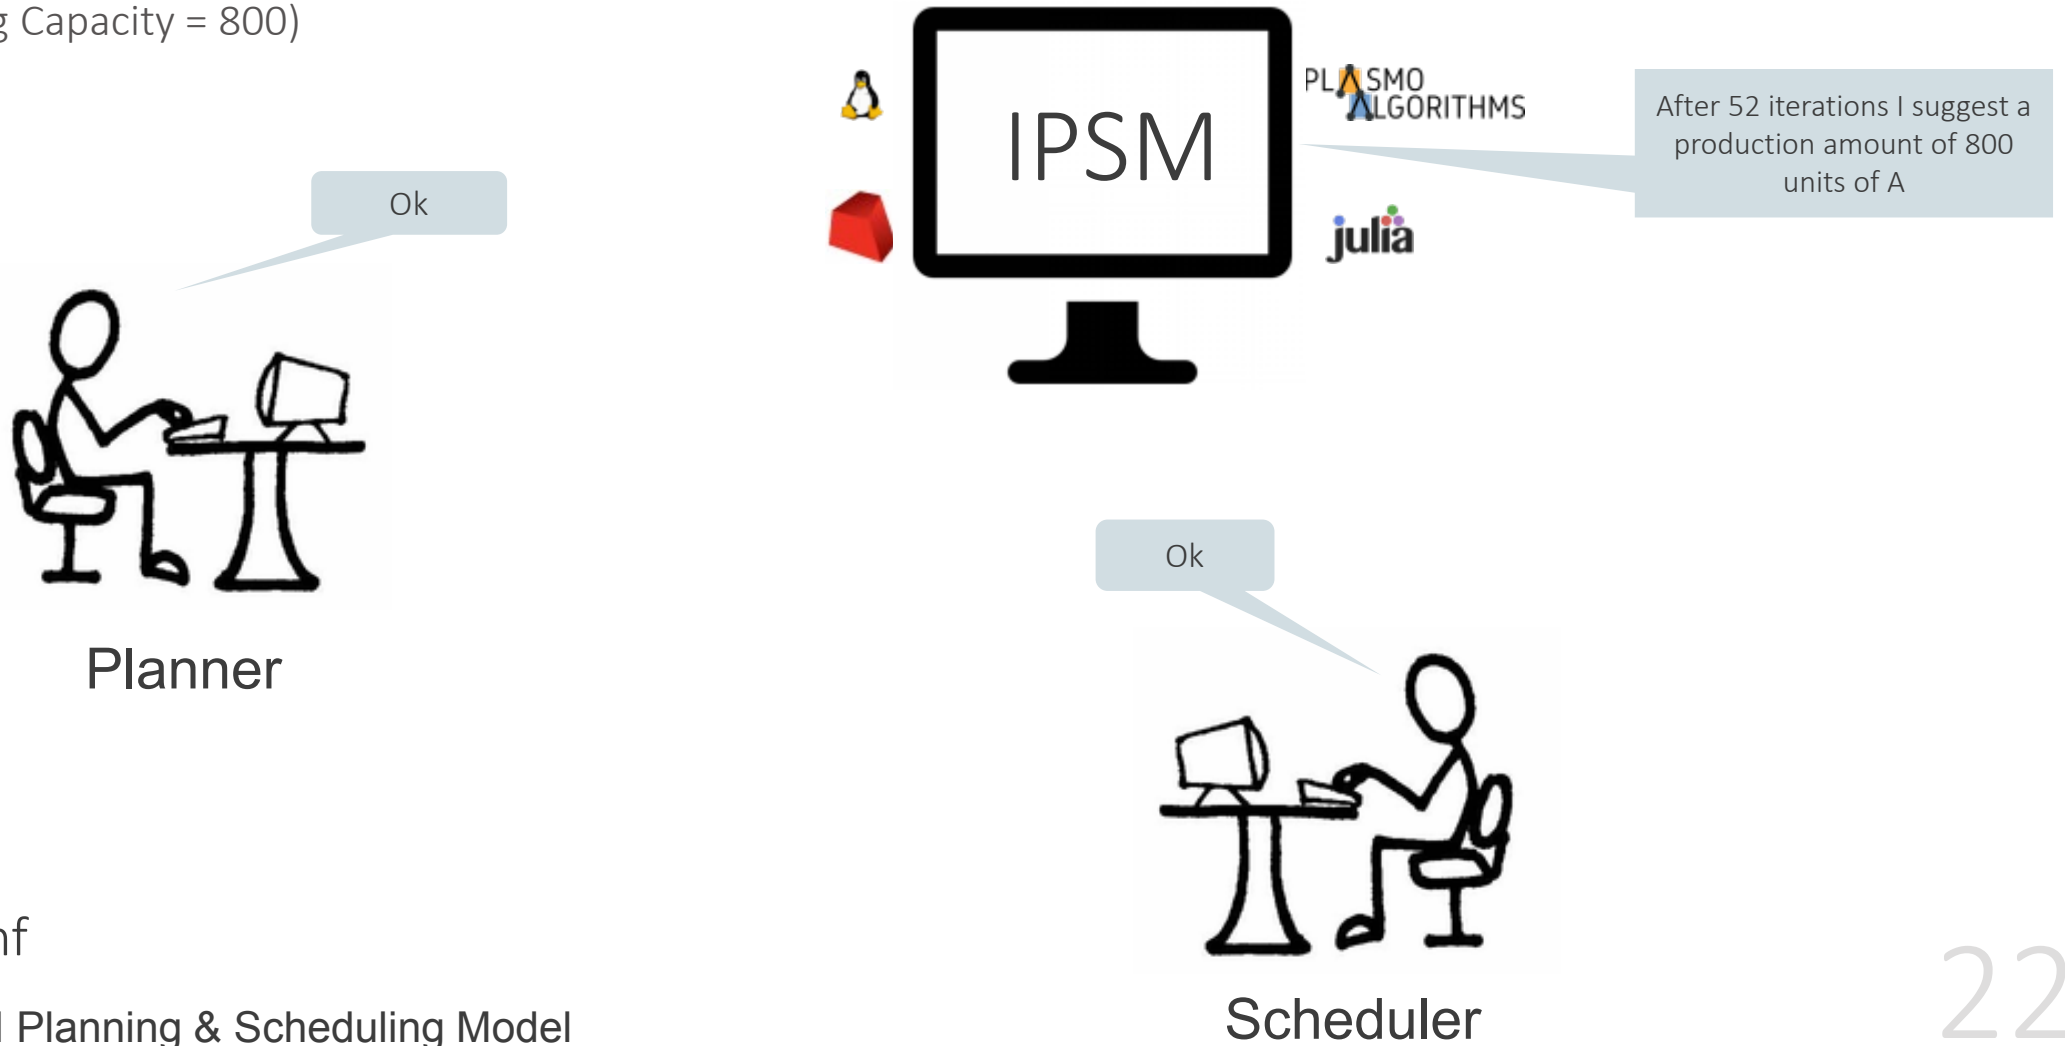 g Capacity = 800)
IPSM
PLASMO
ALGORITHMS
julia
After 52 iterations I suggest a
production amount of 800
units of A
Ok
Planner
Ok
Scheduler
nf
Planning & Scheduling Model
22